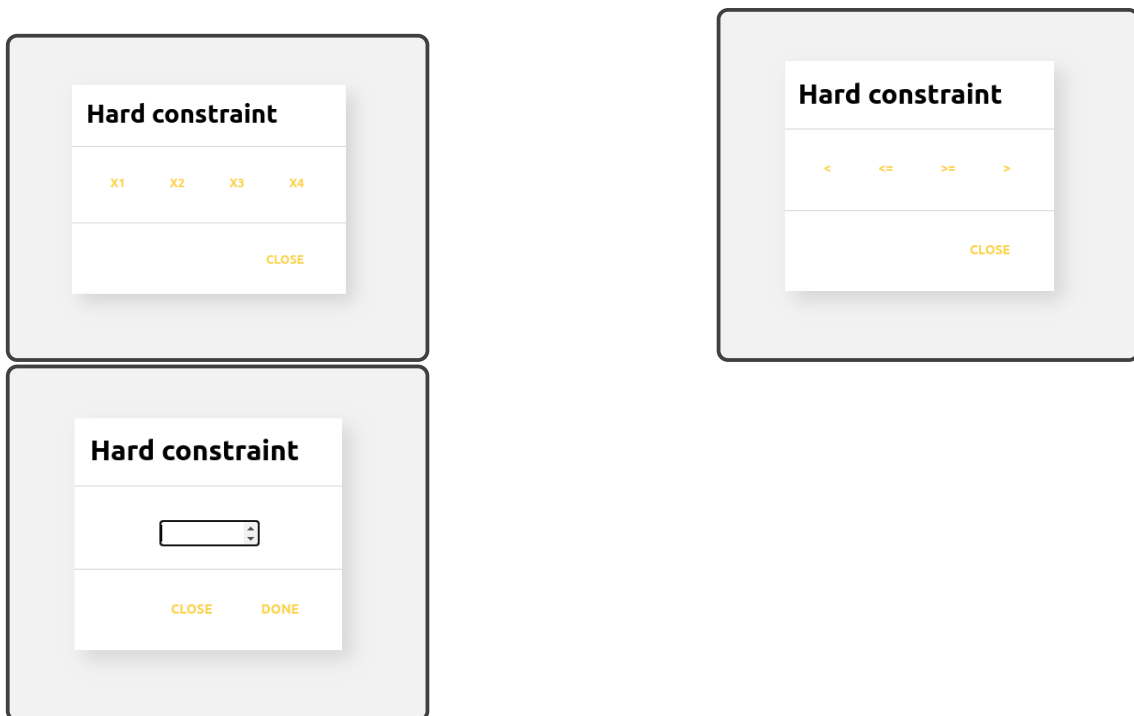 Hard constraint
X1 X2 X3 X4
CLOSE
Hard constraint
< <= >= >
CLOSE
Hard constraint
CLOSE DONE